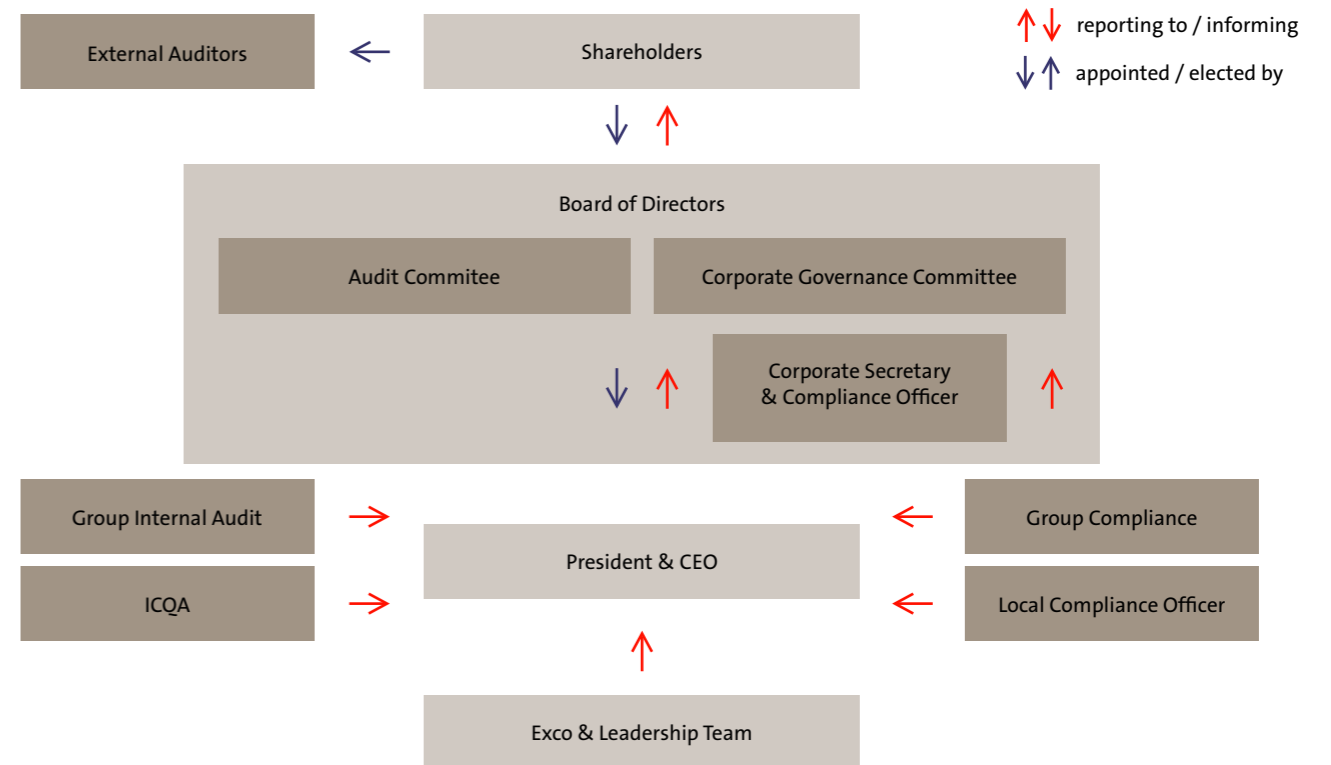 External Auditors
Shareholders
reporting to / informing
appointed / elected by
Board of Directors
Audit Commitee
Corporate Governance Committee
Corporate Secretary
& Compliance Officer
Group Internal Audit
Group Compliance
President & CEO
ICQA
Local Compliance Officer
Exco & Leadership Team